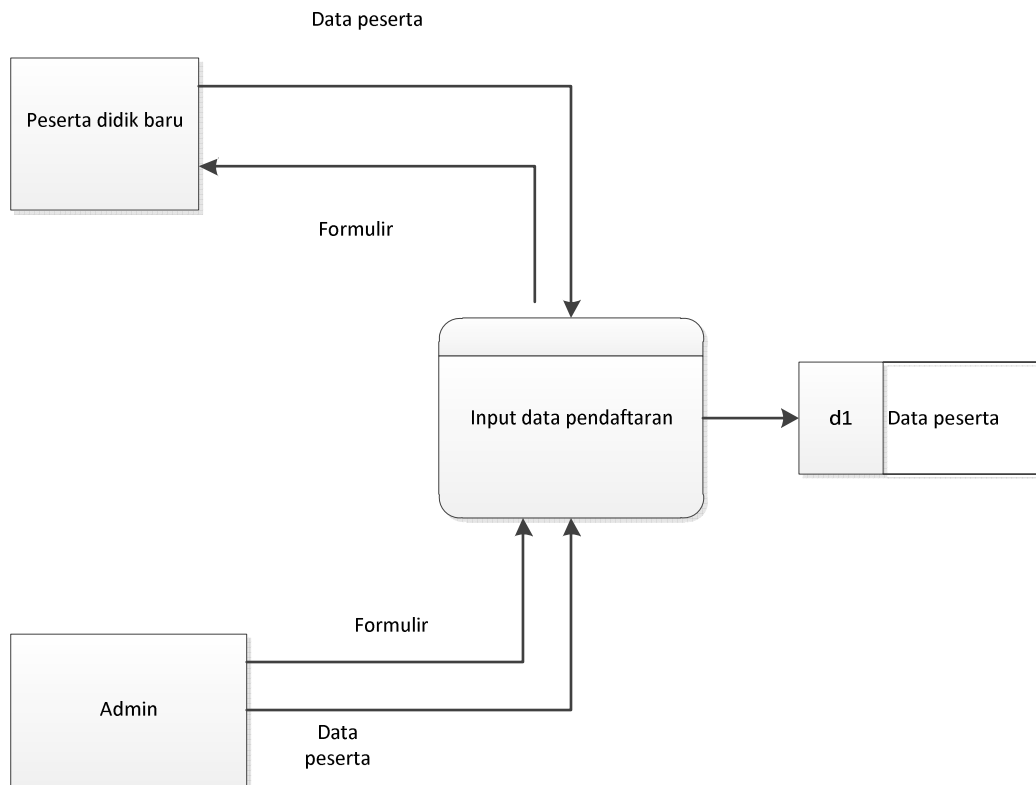 Data peserta
Peserta didik baru
Formulir
Input data pendaftaran
d1
Data peserta
Formulir
Admin
Data
peserta